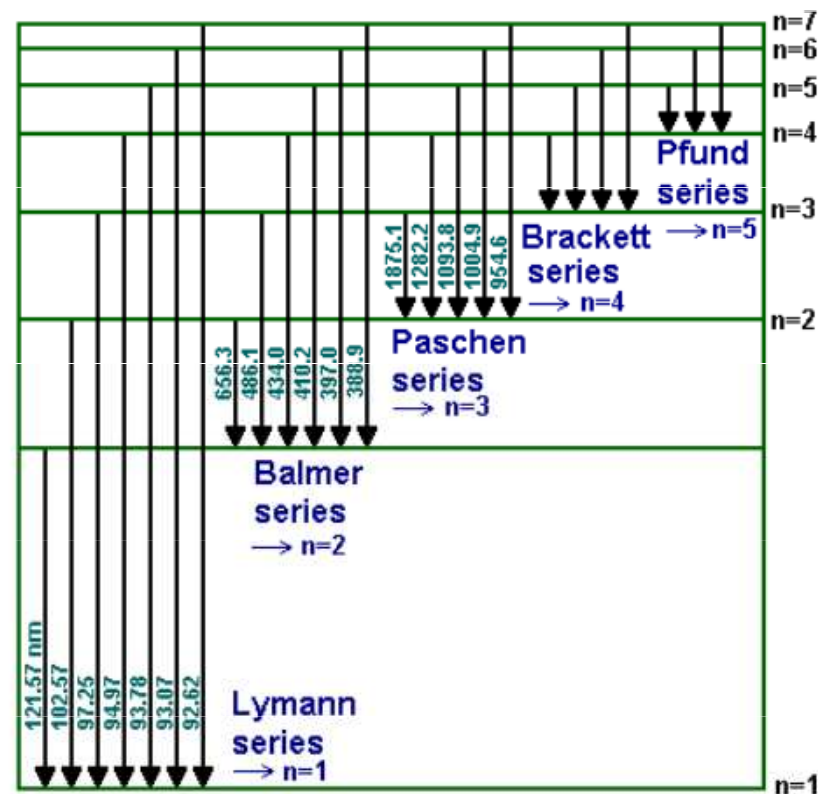 n=7
n=6
n=5
n=4
Pfund
series
→ n=5
n=3
Brackett
series
→ n=4
1875.1
1282.2
1093.8
1004.9
954.6
n=2
Paschen
series
→ n=3
656.3
486.1
434.0
410.2
397.0
388.9
Balmer
series
→ n=2
121.57 nm
102.57
97.25
94.97
93.78
93.07
92.62
Lymann
series
→ n=1
n=1